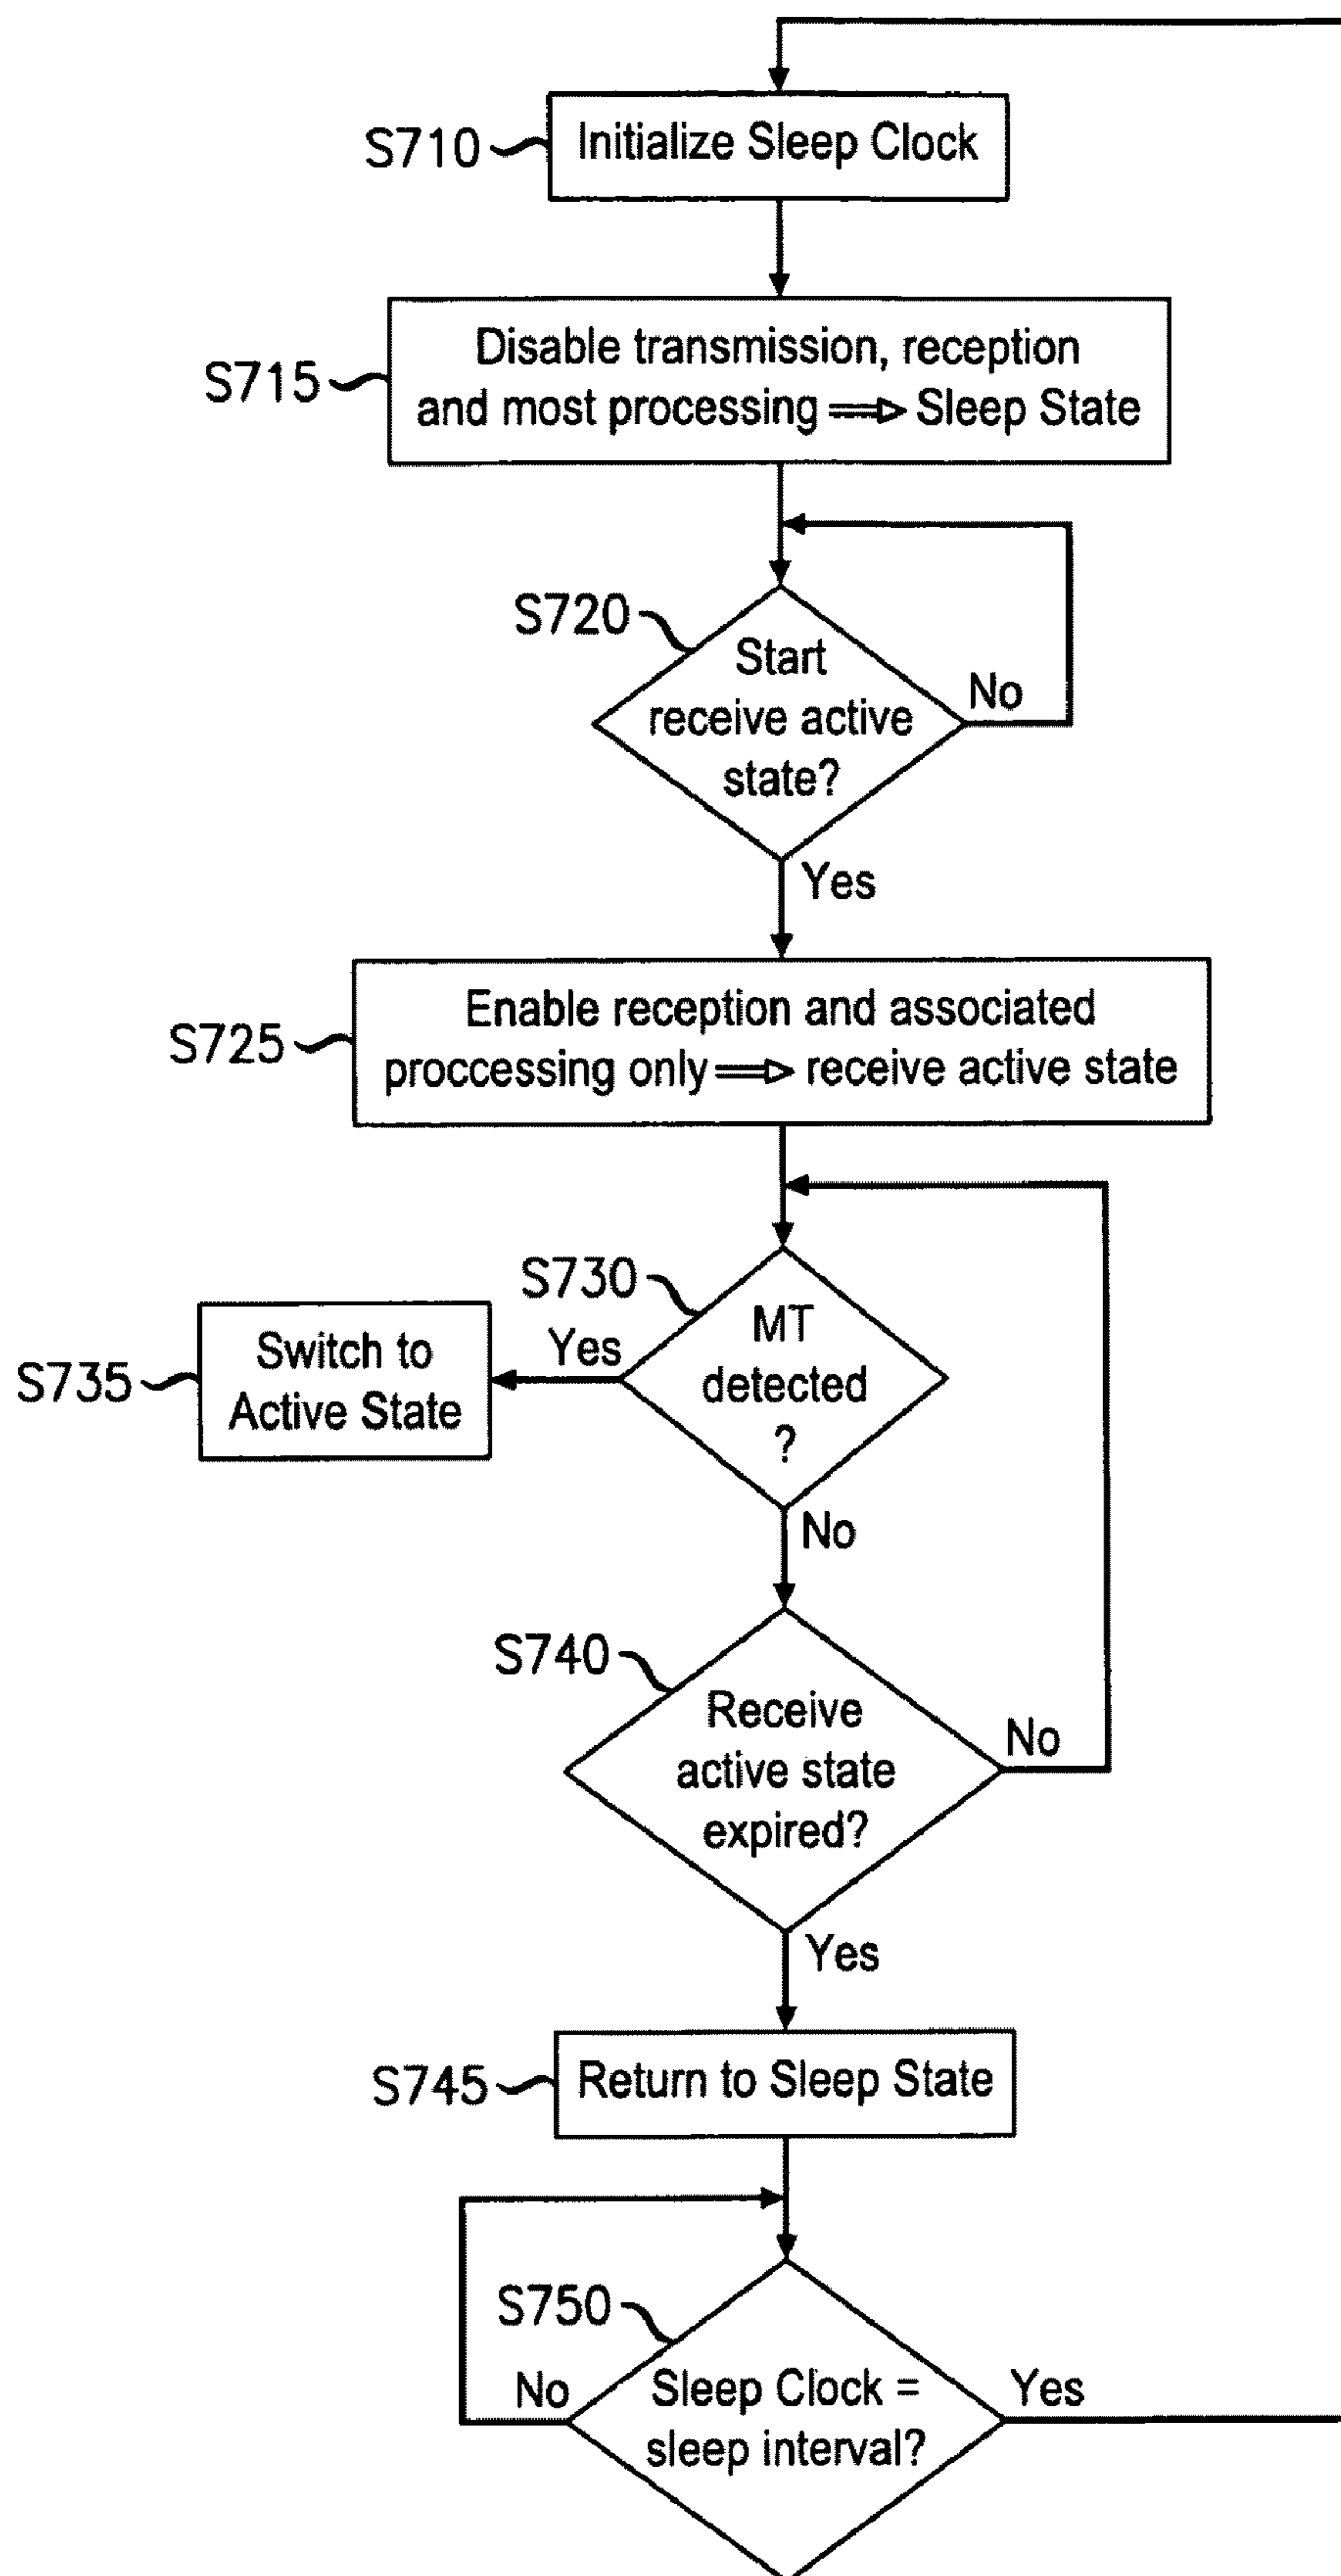 S710
Initialize Sleep Clock
S715
Disable transmission, reception
and most processing ⇒ Sleep State
S720
Start
receive active
state?
No
Yes
S725
Enable reception and associated
proccessing only ⇒ receive active state
S730
MT
detected
?
Yes
S735
Switch to
Active State
No
S740
Receive
active state
expired?
No
Yes
S745
Return to Sleep State
S750
Sleep Clock =
sleep interval?
No
Yes